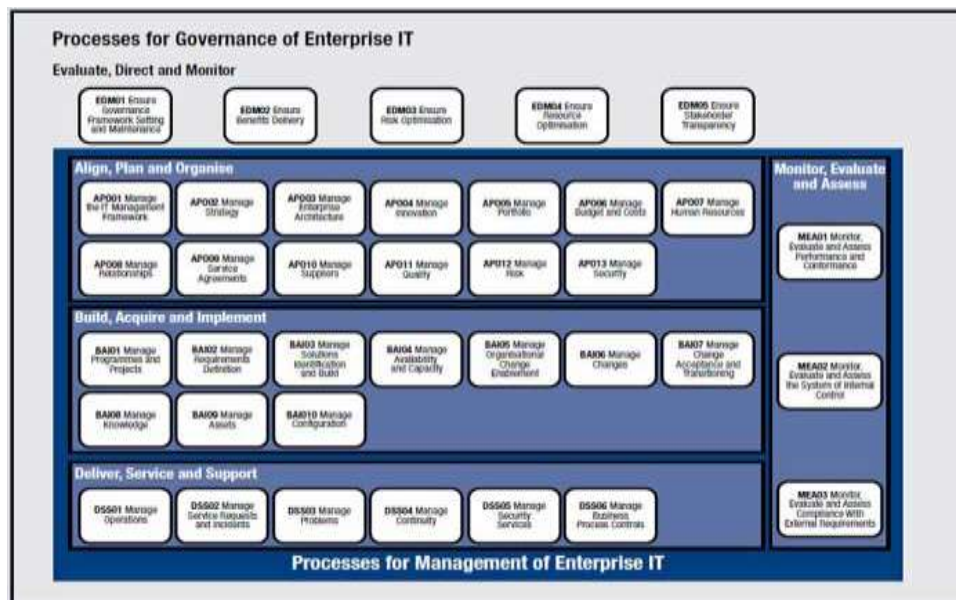 Processes for Governance of Enterprise IT
Evaluate, Direct and Monitor
EDM01 Ensure
Governance
Framework Setting
and Maintenance
EDM02 Ensure
Benefits Delivery
EDM03 Ensure
Risk Optimisation
EDM04 Ensure
Resource
Optimisation
EDM05 Ensure
Stakeholder
Transparency
Align, Plan and Organise
APO01 Manage
the IT Management
Framework
APO02 Manage
Strategy
APO03 Manage
Enterprise
Architecture
APO04 Manage
Innovation
APO05 Manage
Portfolio
APO06 Manage
Budget and Costs
APO07 Manage
Human Resources
APO08 Manage
Relationships
APO09 Manage
Service
Agreements
APO10 Manage
Suppliers
APO11 Manage
Quality
APO12 Manage
Risk
APO13 Manage
Security
Build, Acquire and Implement
BAI01 Manage
Programmes and
Projects
BAI02 Manage
Requirements
Definition
BAI03 Manage
Solutions
Identification
and Build
BAI04 Manage
Availability
and Capacity
BAI05 Manage
Organisational
Change
Enablement
BAI06 Manage
Changes
BAI07 Manage
Change
Acceptance and
Transitioning
BAI08 Manage
Knowledge
BAI09 Manage
Assets
BAI010 Manage
Configuration
Deliver, Service and Support
DSS01 Manage
Operations
DSS02 Manage
Service Requests
and Incidents
DSS03 Manage
Problems
DSS04 Manage
Continuity
DSS05 Manage
Security
Services
DSS06 Manage
Business
Process Controls
Monitor, Evaluate
and Assess
MEA01 Monitor,
Evaluate and Assess
Performance and
Conformance
MEA02 Monitor,
Evaluate and Assess
the System of Internal
Control
MEA03 Monitor,
Evaluate and Assess
Compliance With
External Requirements
Processes for Management of Enterprise IT